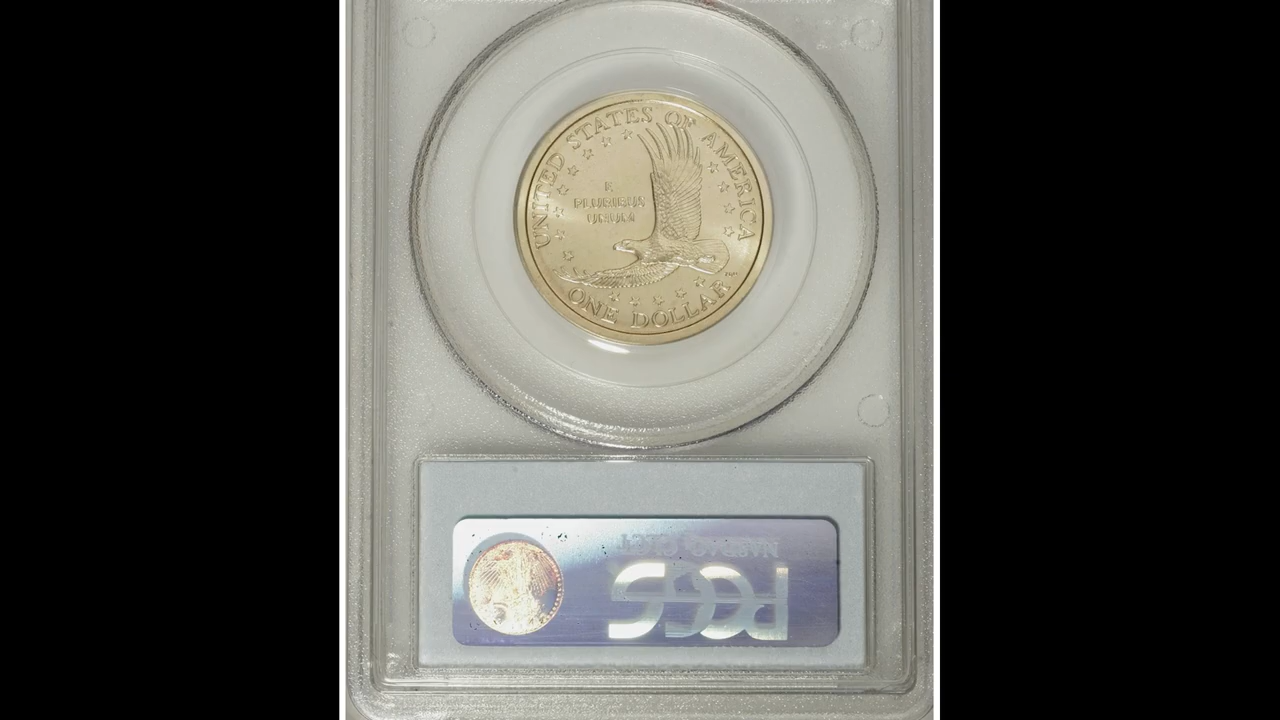 UNITED STATES OF AMERICA
E
PLURIBUS
UNUM
ONE DOLLAR
PCGS